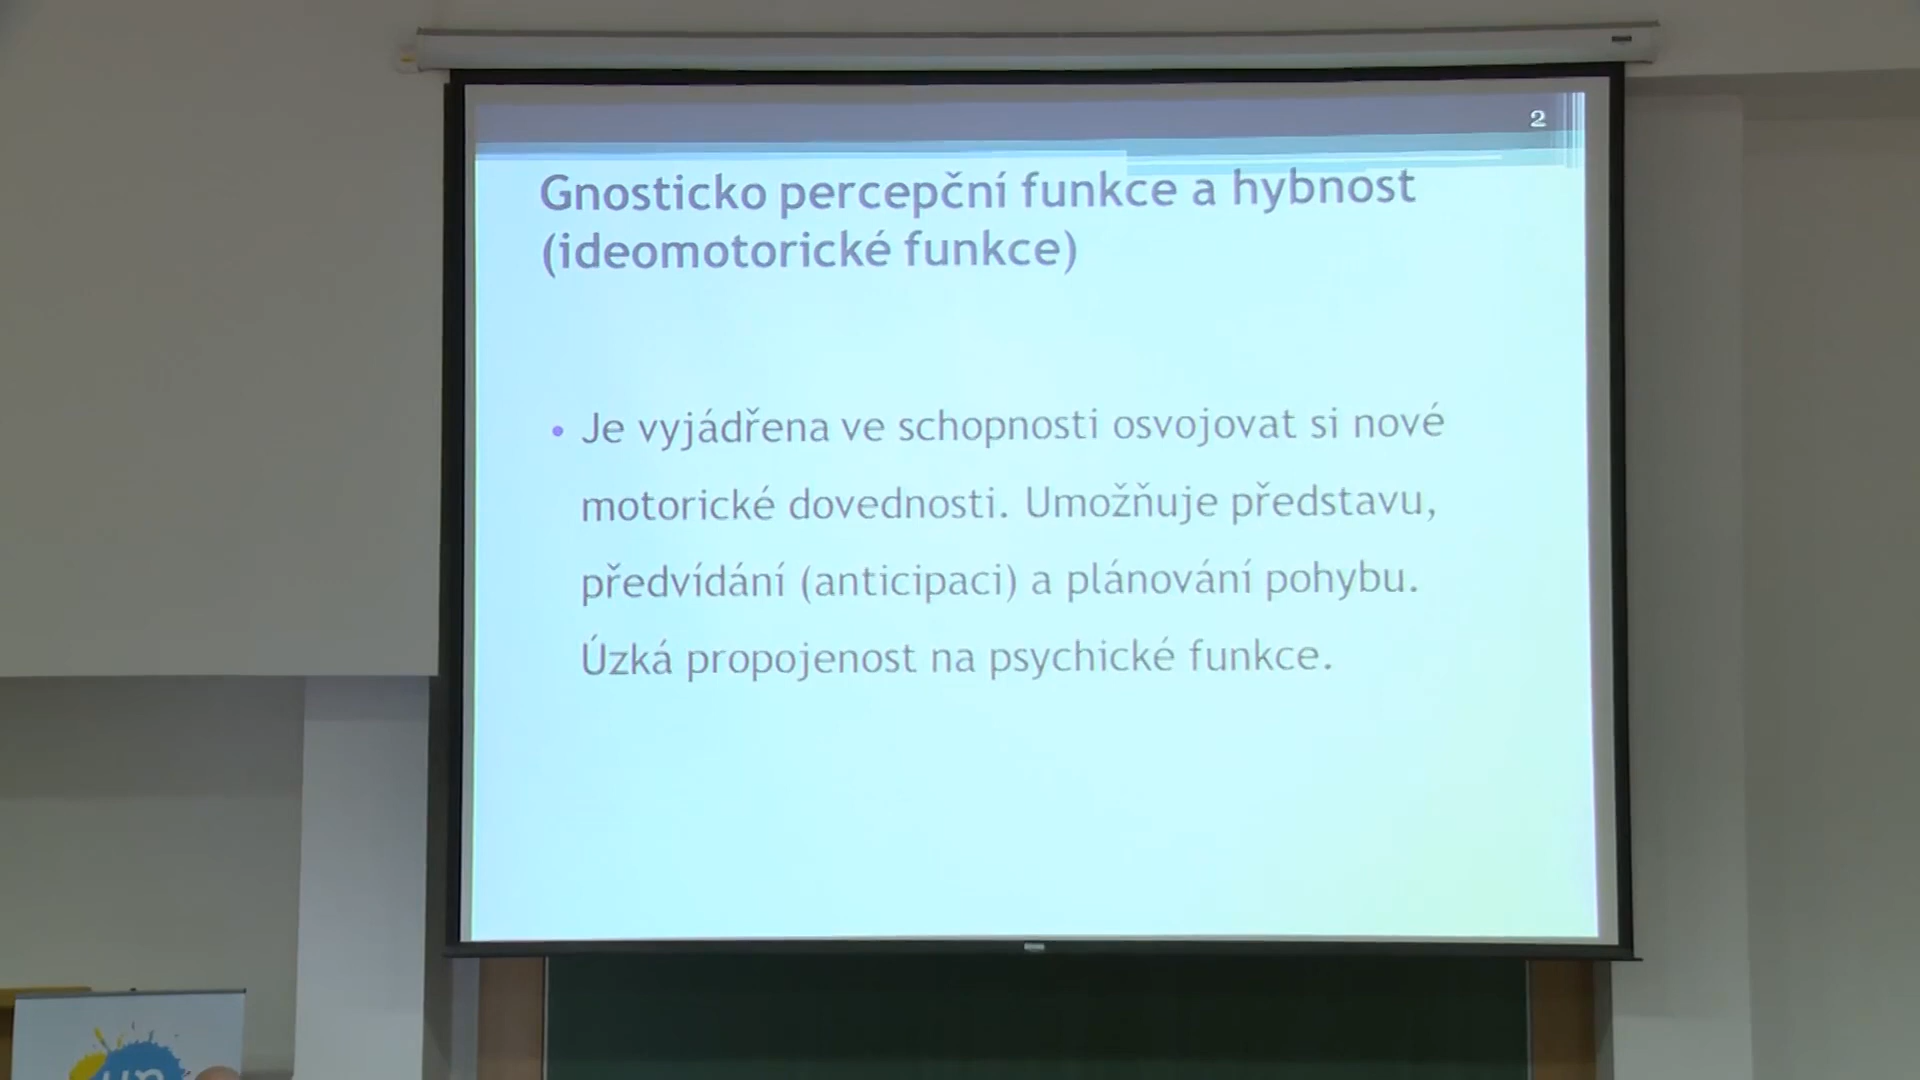 2
Gnosticko percepční funkce a hybnost
(ideomotorické funkce)
• Je vyjádřena ve schopnosti osvojovat si nové
motorické dovednosti. Umožňuje představu,
předvídání (anticipaci) a plánování pohybu.
Úzká propojenost na psychické funkce.
up